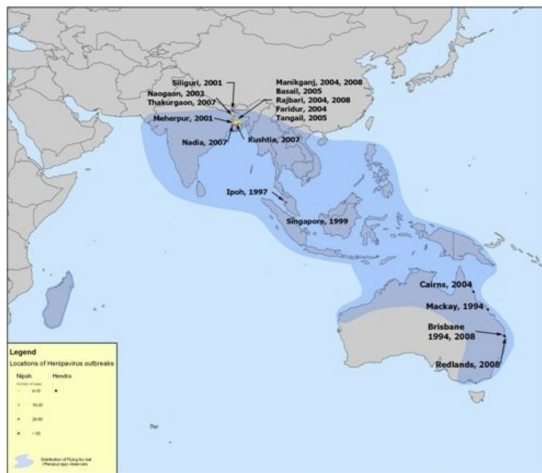 Siliguri, 2001
Naogaon, 2003
Thakurgaon, 2007
Meherpur, 2001
Nadia, 2007
Manikganj, 2004, 2008
Basail, 2005
Rajbari, 2004, 2008
Faridur, 2004
Tangail, 2005
Kushtia, 2007
Ipoh, 1997
Singapore, 1999
Cairns, 2004
Mackay, 1994
Brisbane
1994, 2008
Redlands, 2008
Legend
Locations of Henipavirus outbreaks
Nipah Hendra
Distribution of Flying fox bat